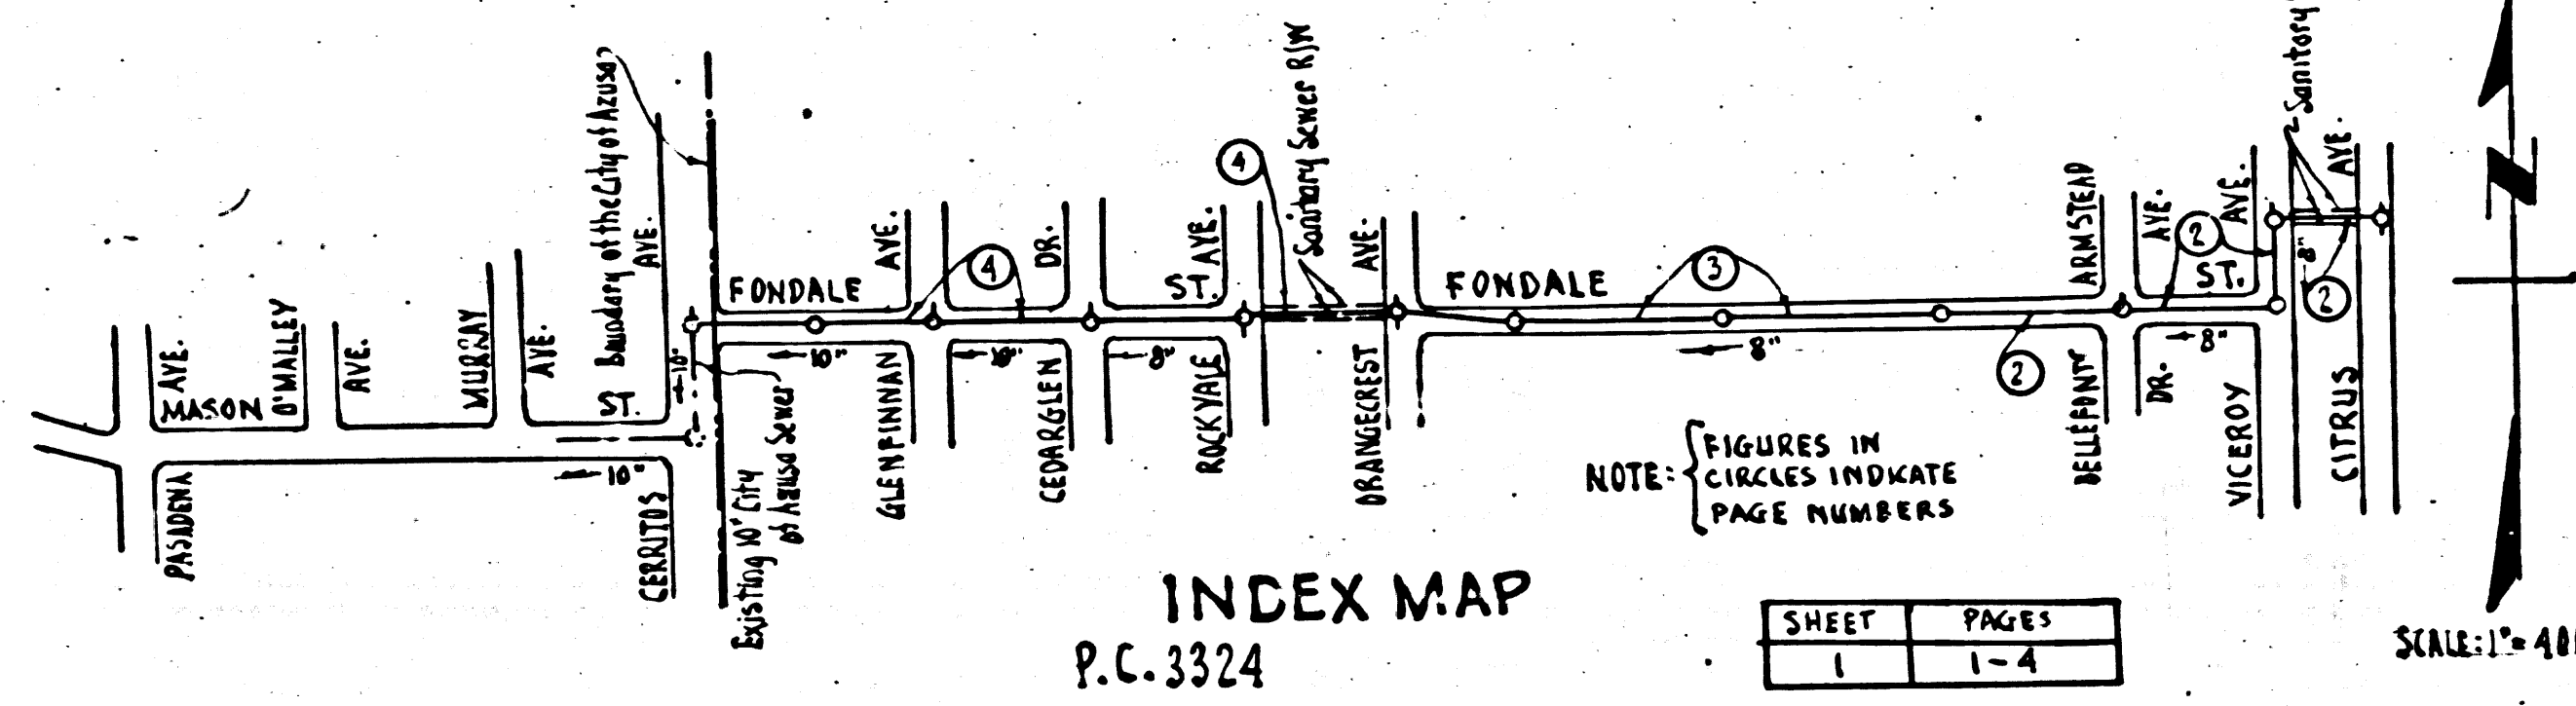 Boundary of the City of Azusa
Sanitary Sewer R/W
Sanitary
AVE.
MASON
O'MALLEY
AVE.
MURRAY
AVE.
ST.
AVE.
FONDALE
AVE.
4
DR.
ST.
AVE.
4
AVE.
FONDALE
3
ARMSTEAD
AVE.
2
AVE.
ST.
8"
AVE.
2
N
10"
10"
10"
8"
8"
2
8"
10"
PASADENA
CERRITOS
Existing 10" City
of Azusa Sewer
GLENFINNAN
CEDARGLEN
ROCKVALE
ORANGECREST
BELLEFONT
DR.
VICEROY
CITRUS
NOTE: FIGURES IN
CIRCLES INDICATE
PAGE NUMBERS
INDEX MAP
P.C. 3324
SHEET PAGES
1 1-4
SCALE: 1"=